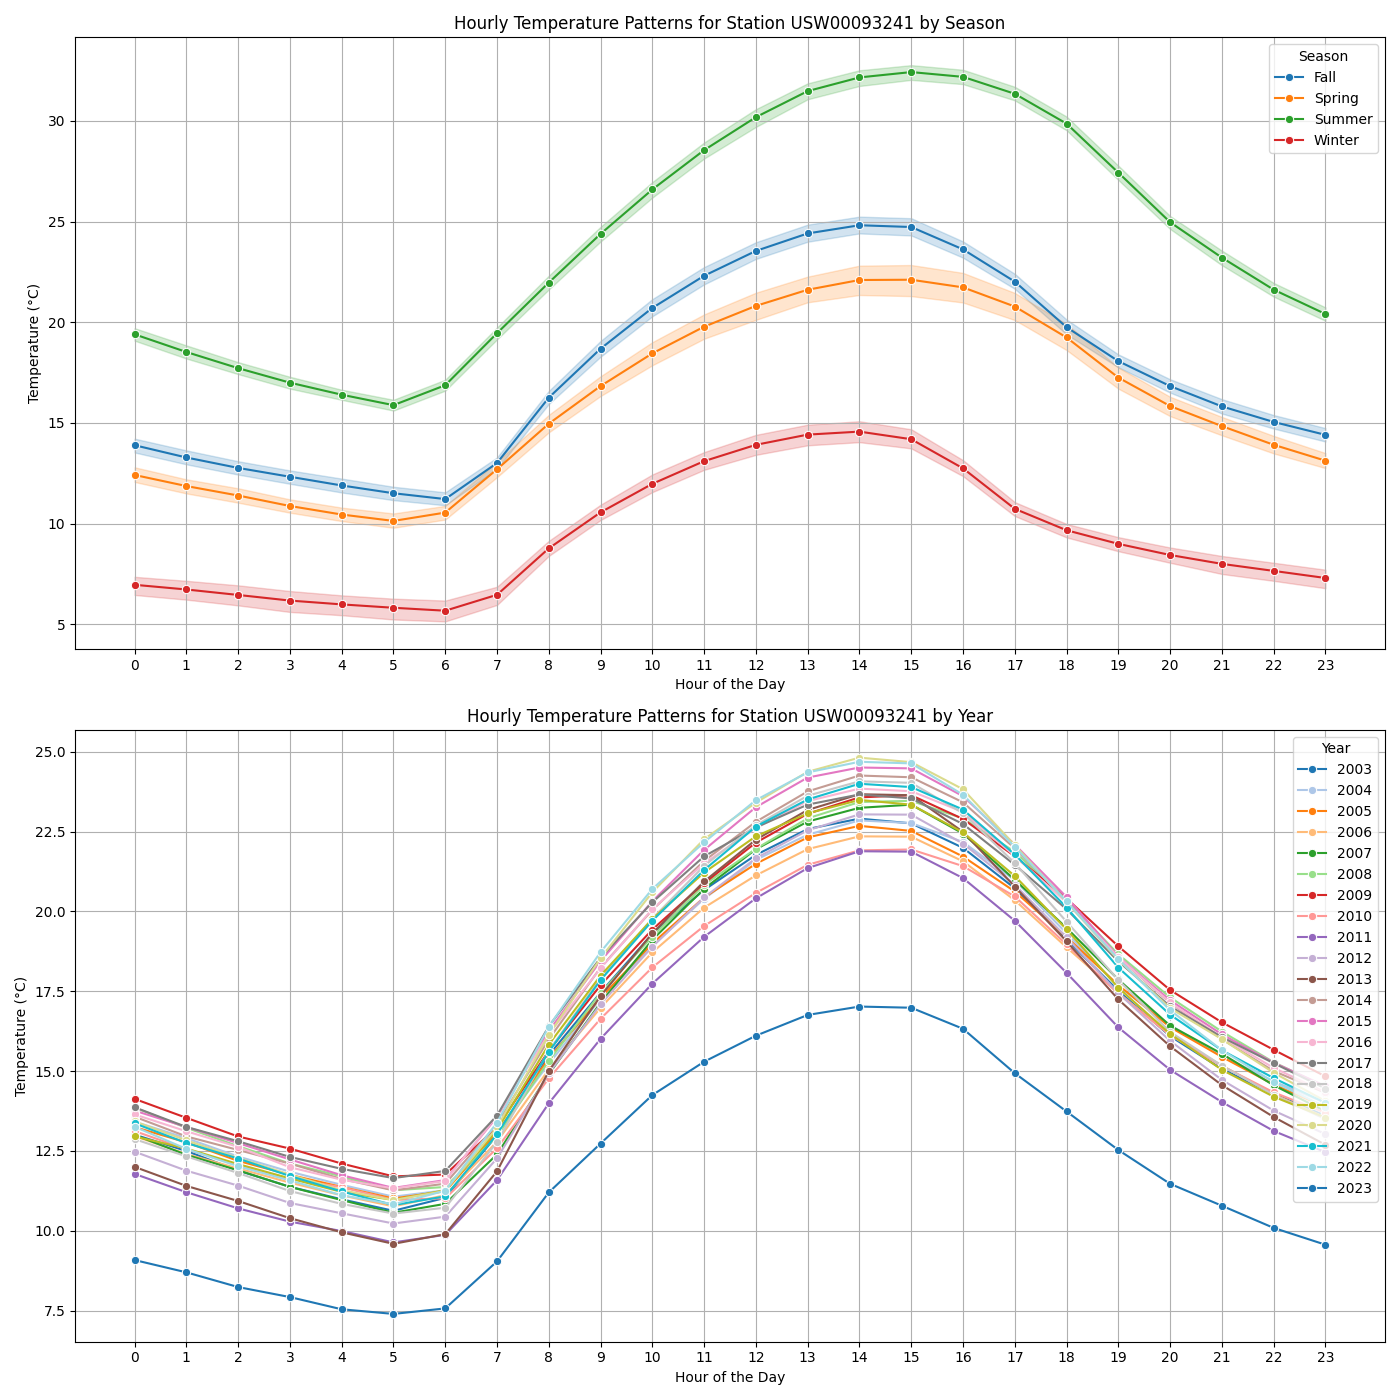 Hourly Temperature Patterns for Station USW00093241 by Season
Temperature (°C)
30
25
20
15
10
5
Season
Fall
Spring
Summer
Winter
0 1 2 3 4 5 6 7 8 9 10 11 12 13 14 15 16 17 18 19 20 21 22 23
Hour of the Day
Hourly Temperature Patterns for Station USW00093241 by Year
Temperature (°C)
25.0
22.5
20.0
17.5
15.0
12.5
10.0
7.5
Year
2003
2004
2005
2006
2007
2008
2009
2010
2011
2012
2013
2014
2015
2016
2017
2018
2019
2020
2021
2022
2023
0 1 2 3 4 5 6 7 8 9 10 11 12 13 14 15 16 17 18 19 20 21 22 23
Hour of the Day